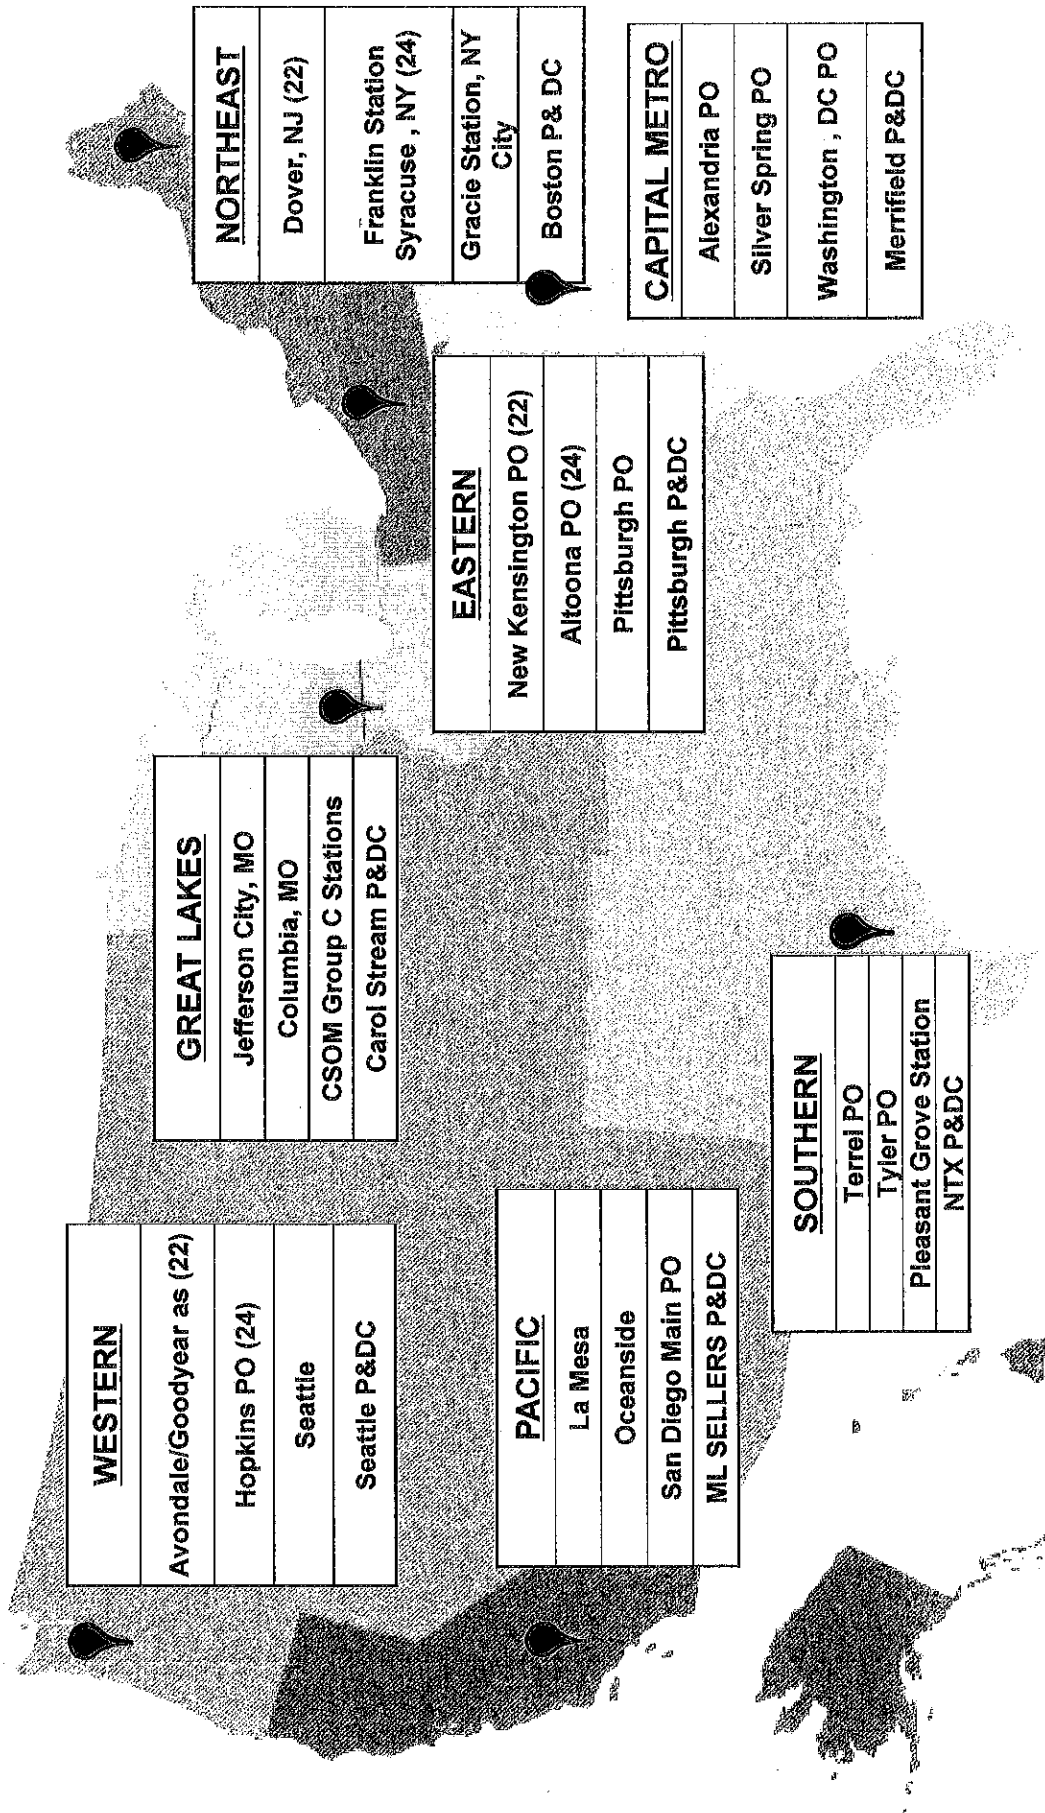 WESTERN
Avondale/Goodyear as (22)
Hopkins PO (24)
Seattle
Seattle P&DC
GREAT LAKES
Jefferson City, MO
Columbia, MO
CSOM Group C Stations
Carol Stream P&DC
NORTHEAST
Dover, NJ (22)
Franklin Station
Syracuse , NY (24)
Gracie Station, NY
City
Boston P& DC
PACIFIC
La Mesa
Oceanside
San Diego Main PO
ML SELLERS P&DC
EASTERN
New Kensington PO (22)
Altoona PO (24)
Pittsburgh PO
Pittsburgh P&DC
CAPITAL METRO
Alexandria PO
Silver Spring PO
Washington , DC PO
Merrifield P&DC
SOUTHERN
Terrel PO
Tyler PO
Pleasant Grove Station
NTX P&DC